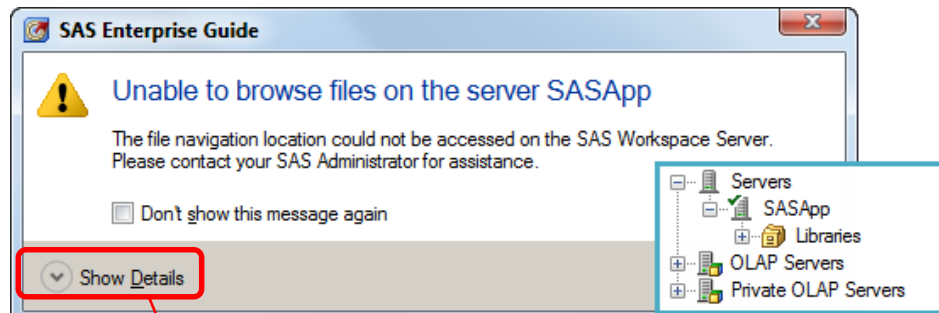 SAS Enterprise Guide
Unable to browse files on the server SASApp
The file navigation location could not be accessed on the SAS Workspace Server.
Please contact your SAS Administrator for assistance.
Don't show this message again
Show Details
Servers
SASApp
Libraries
OLAP Servers
Private OLAP Servers